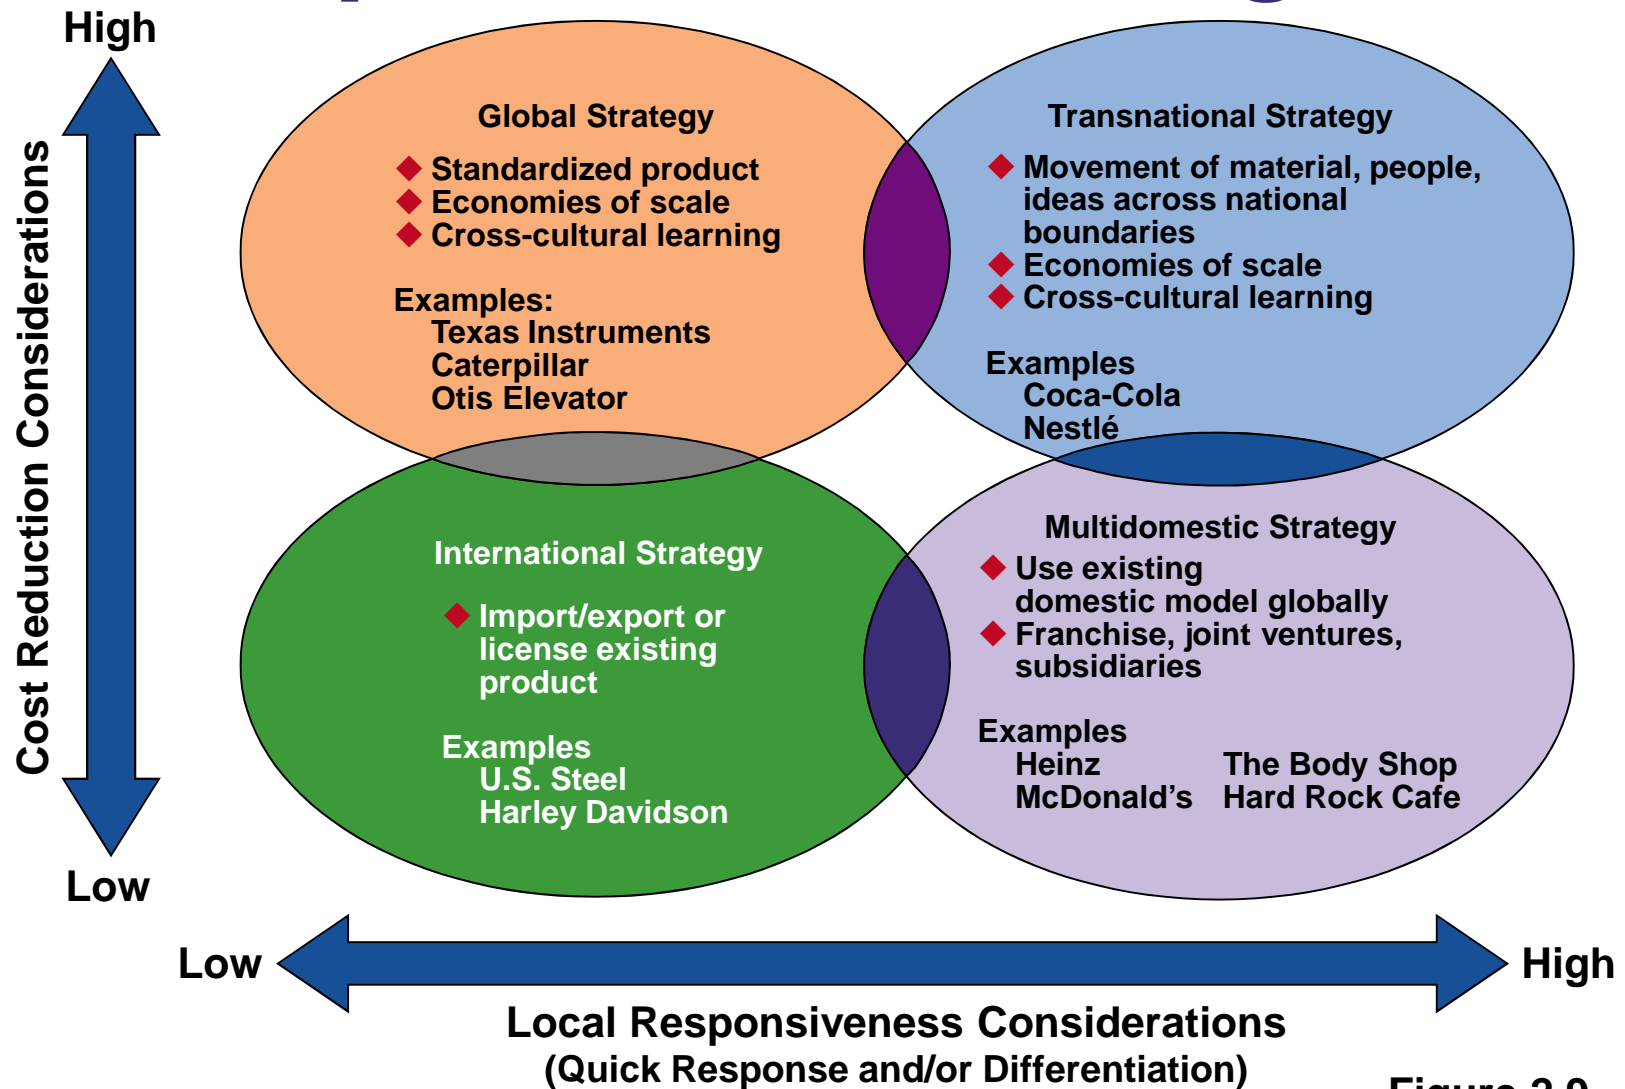 High
Cost Reduction Considerations
Low
Global Strategy
Standardized product
Economies of scale
Cross-cultural learning
Examples:
Texas Instruments
Caterpillar
Otis Elevator
Transnational Strategy
Movement of material, people,
ideas across national
boundaries
Economies of scale
Cross-cultural learning
Examples
Coca-Cola
Nestlé
International Strategy
Import/export or
license existing
product
Examples
U.S. Steel
Harley Davidson
Multidomestic Strategy
Use existing
domestic model globally
Franchise, joint ventures,
subsidiaries
Examples
Heinz The Body Shop
McDonald’s Hard Rock Cafe
Low High
Local Responsiveness Considerations
(Quick Response and/or Differentiation)
Figure 2.9